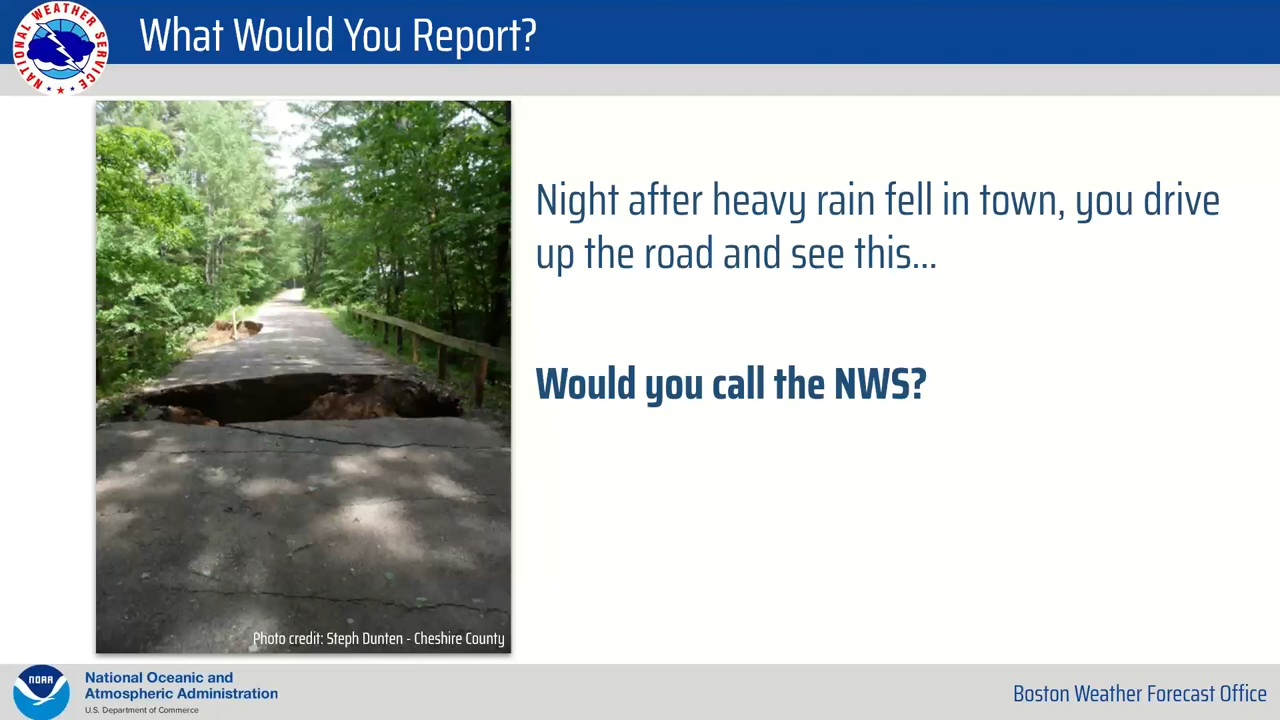 What Would You Report?
NATIONAL WEATHER SERVICE
Night after heavy rain fell in town, you drive
up the road and see this...
Would you call the NWS?
Photo credit: Steph Dunten - Cheshire County
NOAA
National Oceanic and
Atmospheric Administration
U.S. Department of Commerce
Boston Weather Forecast Office